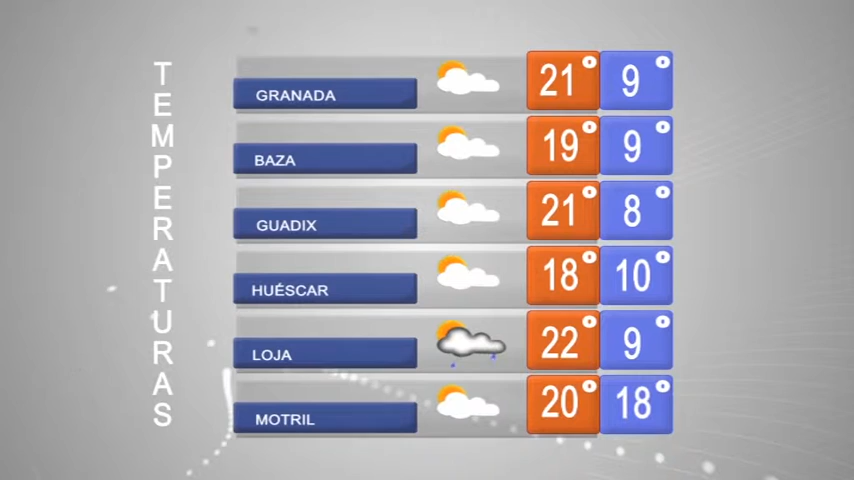 TEMPERATURAS
GRANADA 21° 9°
BAZA 19° 9°
GUADIX 21° 8°
HUÉSCAR 18° 10°
LOJA 22° 9°
MOTRIL 20° 18°